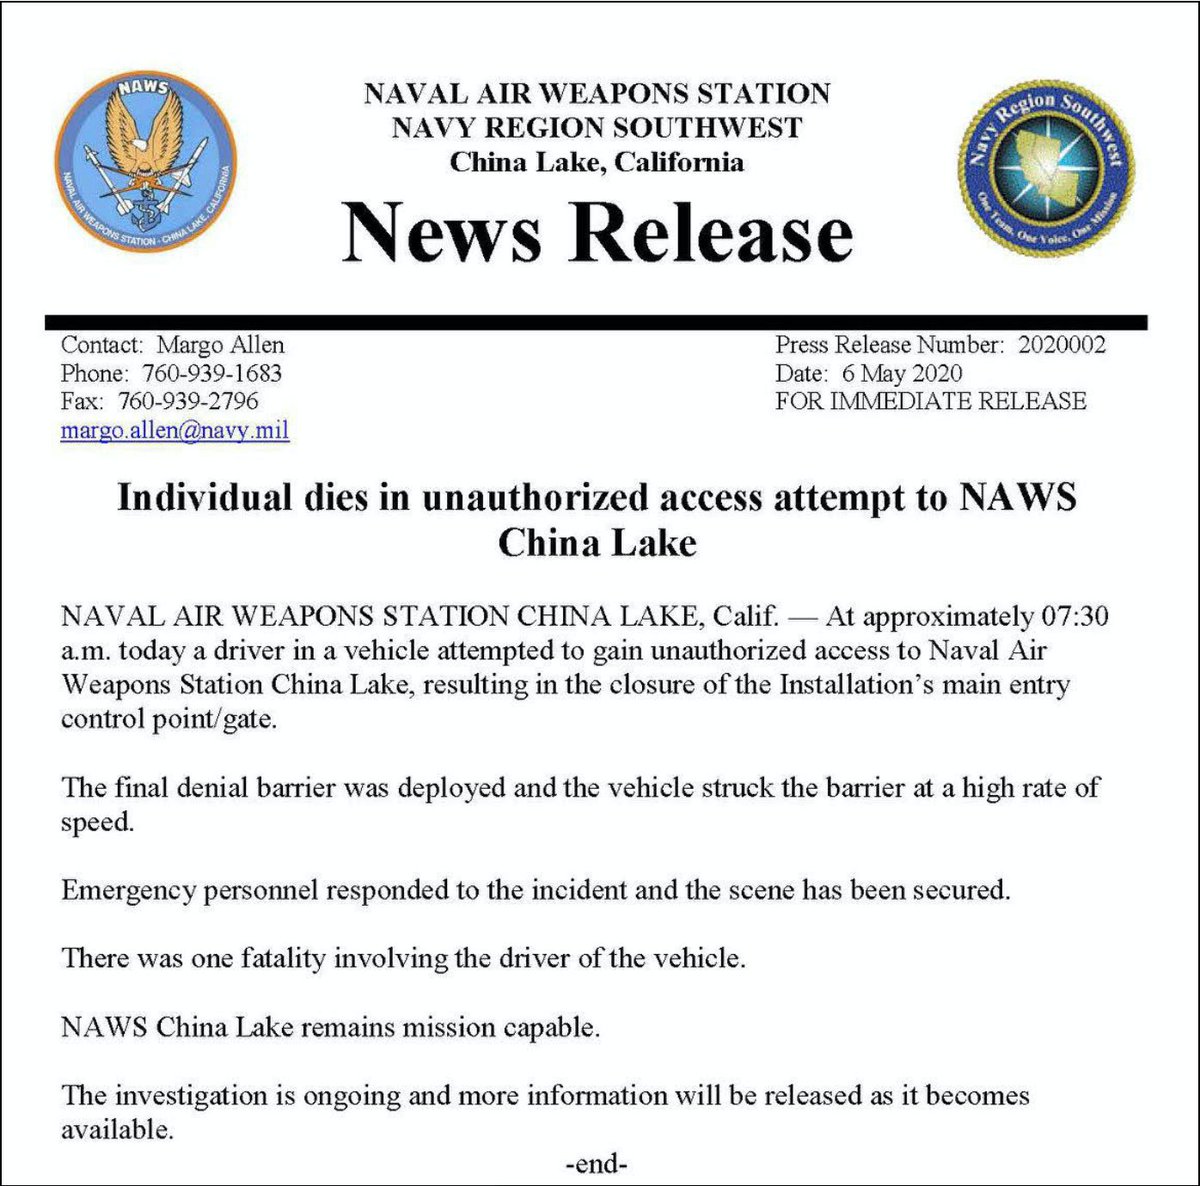 NAWS
NAVAL AIR WEAPONS STATION - CHINA LAKE, CALIFORNIA
NAVAL AIR WEAPONS STATION
NAVY REGION SOUTHWEST
China Lake, California
News Release
Navy Region Southwest
One Team, One Voice, One Mission
Contact: Margo Allen
Phone: 760-939-1683
Fax: 760-939-2796
margo.allen@navy.mil
Press Release Number: 2020002
Date: 6 May 2020
FOR IMMEDIATE RELEASE
Individual dies in unauthorized access attempt to NAWS
China Lake
NAVAL AIR WEAPONS STATION CHINA LAKE, Calif. — At approximately 07:30
a.m. today a driver in a vehicle attempted to gain unauthorized access to Naval Air
Weapons Station China Lake, resulting in the closure of the Installation’s main entry
control point/gate.
The final denial barrier was deployed and the vehicle struck the barrier at a high rate of
speed.
Emergency personnel responded to the incident and the scene has been secured.
There was one fatality involving the driver of the vehicle.
NAWS China Lake remains mission capable.
The investigation is ongoing and more information will be released as it becomes
available.
-end-